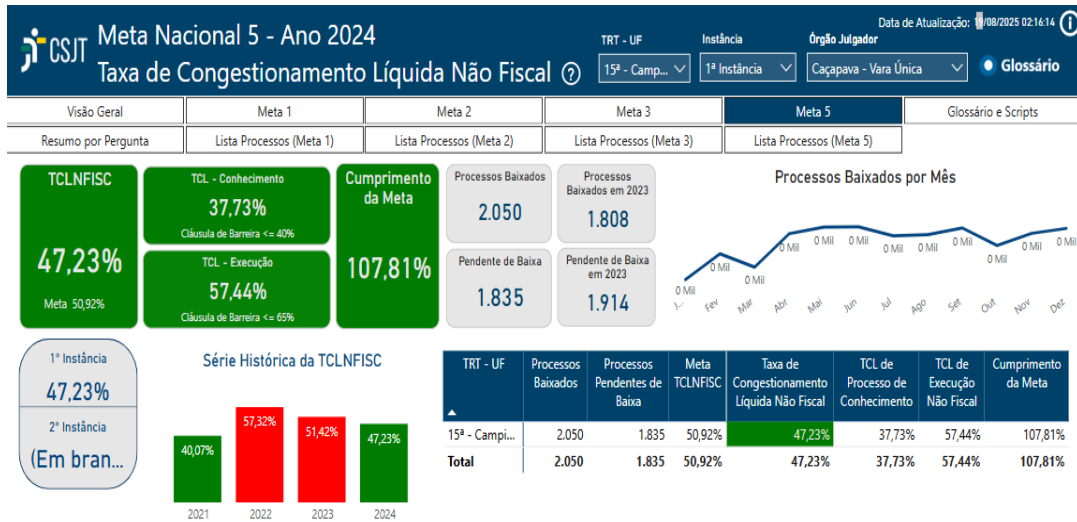 CSJT
Meta Nacional 5 - Ano 2024
Taxa de Congestionamento Líquida Não Fiscal ?
TRT - UF
15ª - Camp...
Instância
1ª Instância
Órgão Julgador
Caçapava - Vara Única
Data de Atualização: /08/2025 02:16:14
Glossário
Visão Geral
Meta 1
Meta 2
Meta 3
Meta 5
Glossário e Scripts
Resumo por Pergunta
Lista Processos (Meta 1)
Lista Processos (Meta 2)
Lista Processos (Meta 3)
Lista Processos (Meta 5)
TCLNFISC
47,23%
Meta 50,92%
TCL - Conhecimento
37,73%
Cláusula de Barreira <= 40%
TCL - Execução
57,44%
Cláusula de Barreira <= 65%
Cumprimento
da Meta
107,81%
Processos Baixados
2.050
Processos
Baixados em 2023
1.808
Pendente de Baixa
1.835
Pendente de Baixa
em 2023
1.914
Processos Baixados por Mês
0 Mil
0 Mil
0 Mil
0 Mil
0 Mil
0 Mil
0 Mil
0 Mil
0 Mil
0 Mil
0 Mil
0 Mil
J...
Fev
Mar
Abr
Mai
Jun
Jul
Ago
Set
Out
Nov
Dez
1ª Instância
47,23%
2ª Instância
(Em bran...
Série Histórica da TCLNFISC
40,07%
57,32%
51,42%
47,23%
2021
2022
2023
2024
TRT - UF
Processos
Baixados
Processos
Pendentes de
Baixa
Meta
TCLNFISC
Taxa de
Congestionamento
Líquida Não Fiscal
TCL de
Processo de
Conhecimento
TCL de
Execução
Não Fiscal
Cumprimento
da Meta
15ª - Campi... 2.050 1.835 50,92% 47,23% 37,73% 57,44% 107,81%
Total 2.050 1.835 50,92% 47,23% 37,73% 57,44% 107,81%